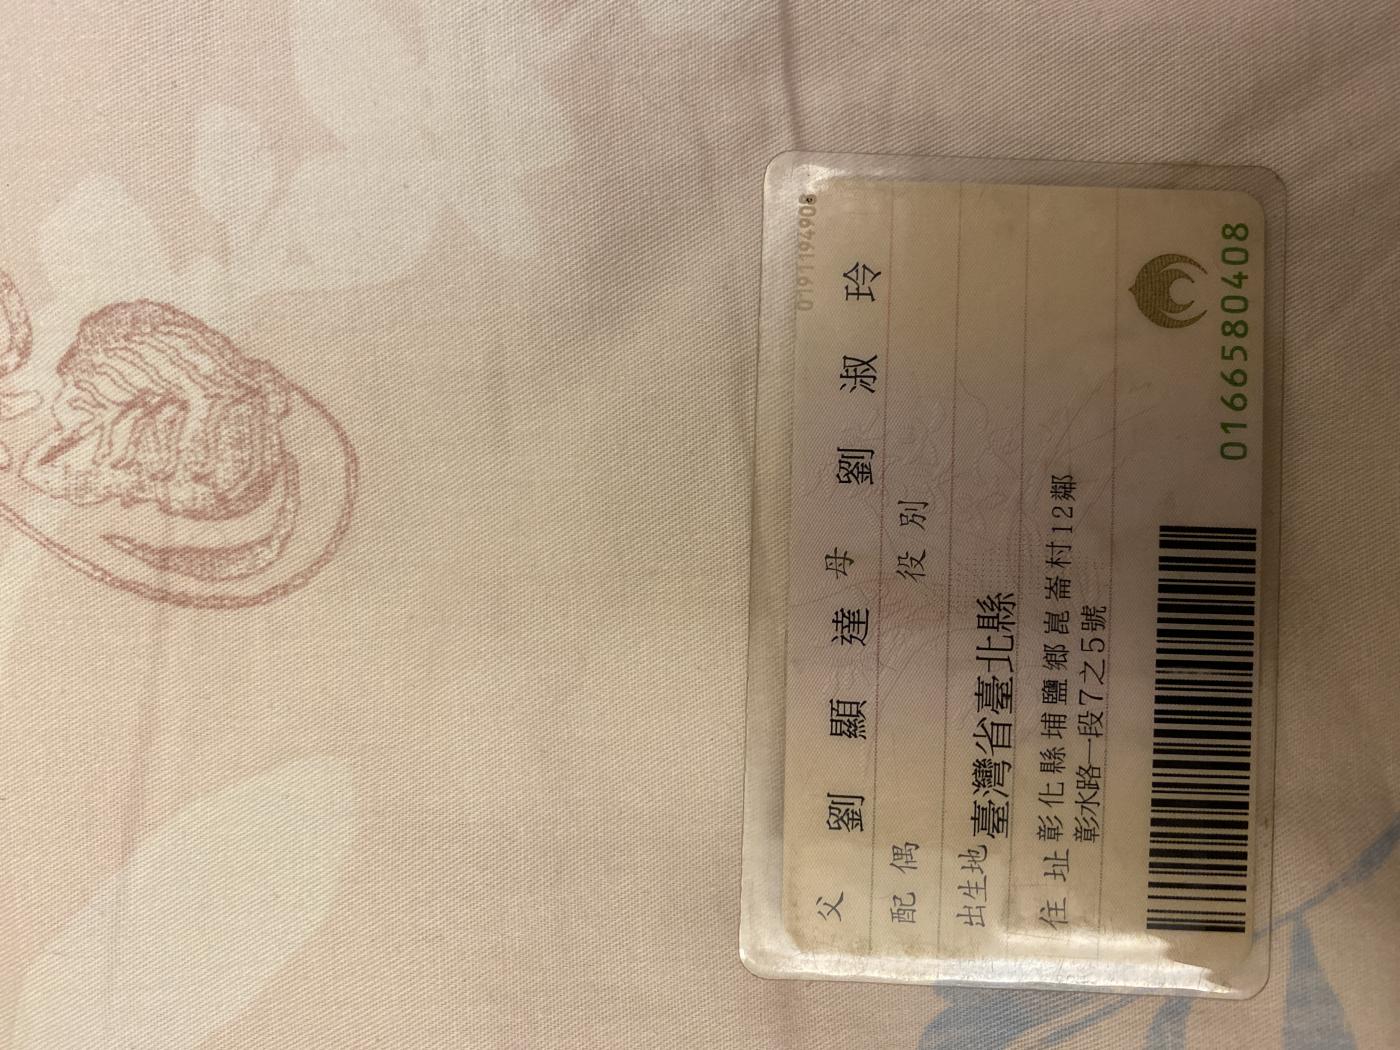 0191194908
父 劉 顯 達 母 劉 淑 玲
配 偶 役 別
出生地 臺灣省臺北縣
住 址 彰化縣埔鹽鄉崑崙村12鄰
彰水路一段7之5號
0166580408